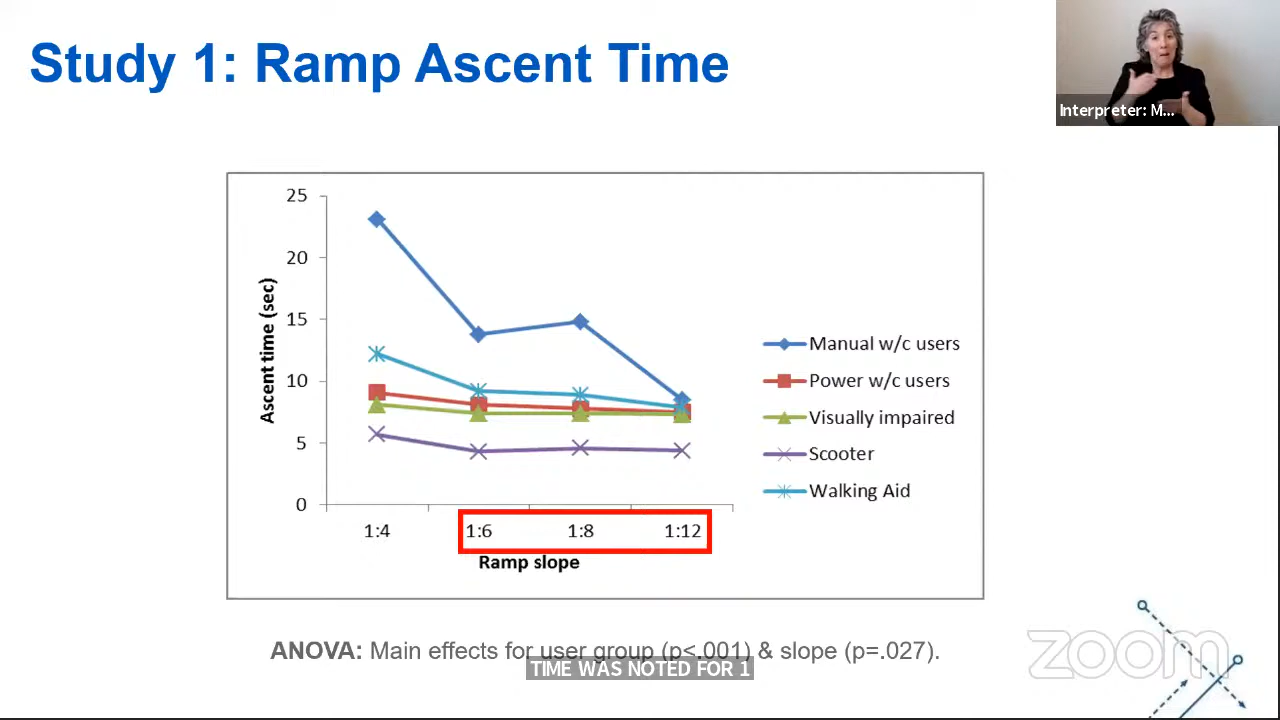 Study 1: Ramp Ascent Time
Interpreter: M...
25
20
15
10
5
0
Ascent time (sec)
1:4 1:6 1:8 1:12
Ramp slope
Manual w/c users
Power w/c users
Visually impaired
Scooter
Walking Aid
ANOVA: Main effects for user group (p<.001) & slope (p=.027).
TIME WAS NOTED FOR 1
zoom